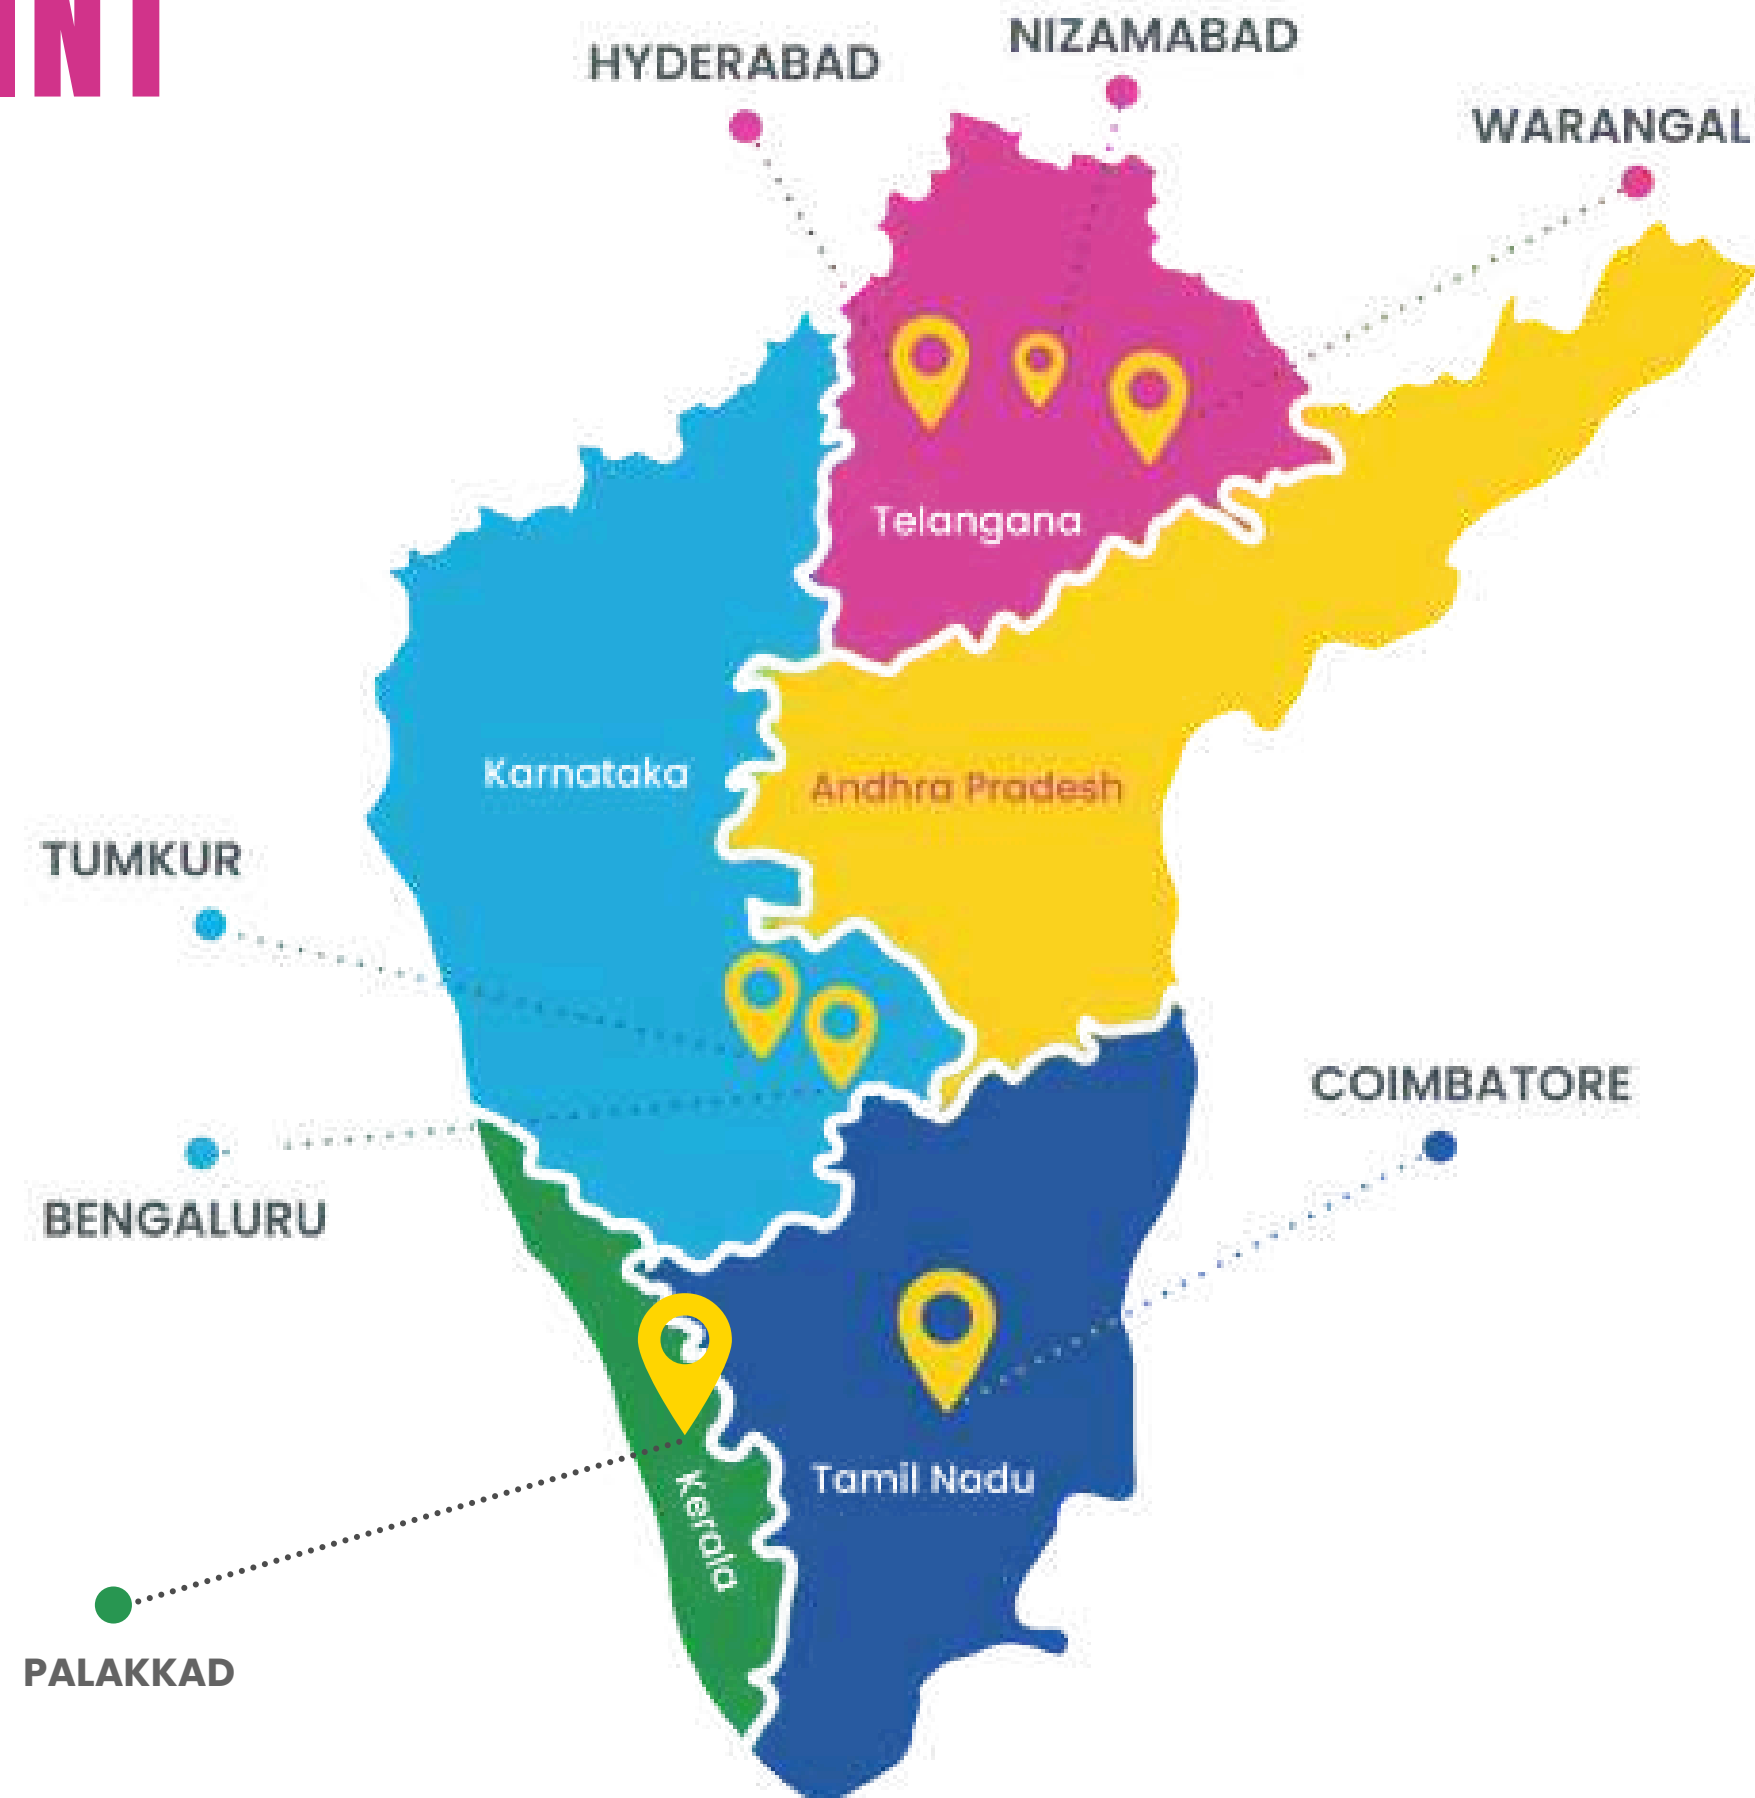 NIZAMABAD
HYDERABAD
WARANGAL
Telangana
Karnataka
Andhra Pradesh
TUMKUR
COIMBATORE
BENGALURU
Tamil Nadu
Kerala
PALAKKAD